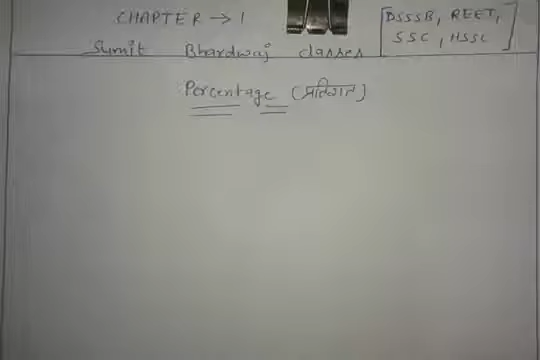 CHAPTER → 1
[DSSSB, REET,
SSC, HSSC]
Sumit Bhardwaj classes
Percentage (प्रतिशत)